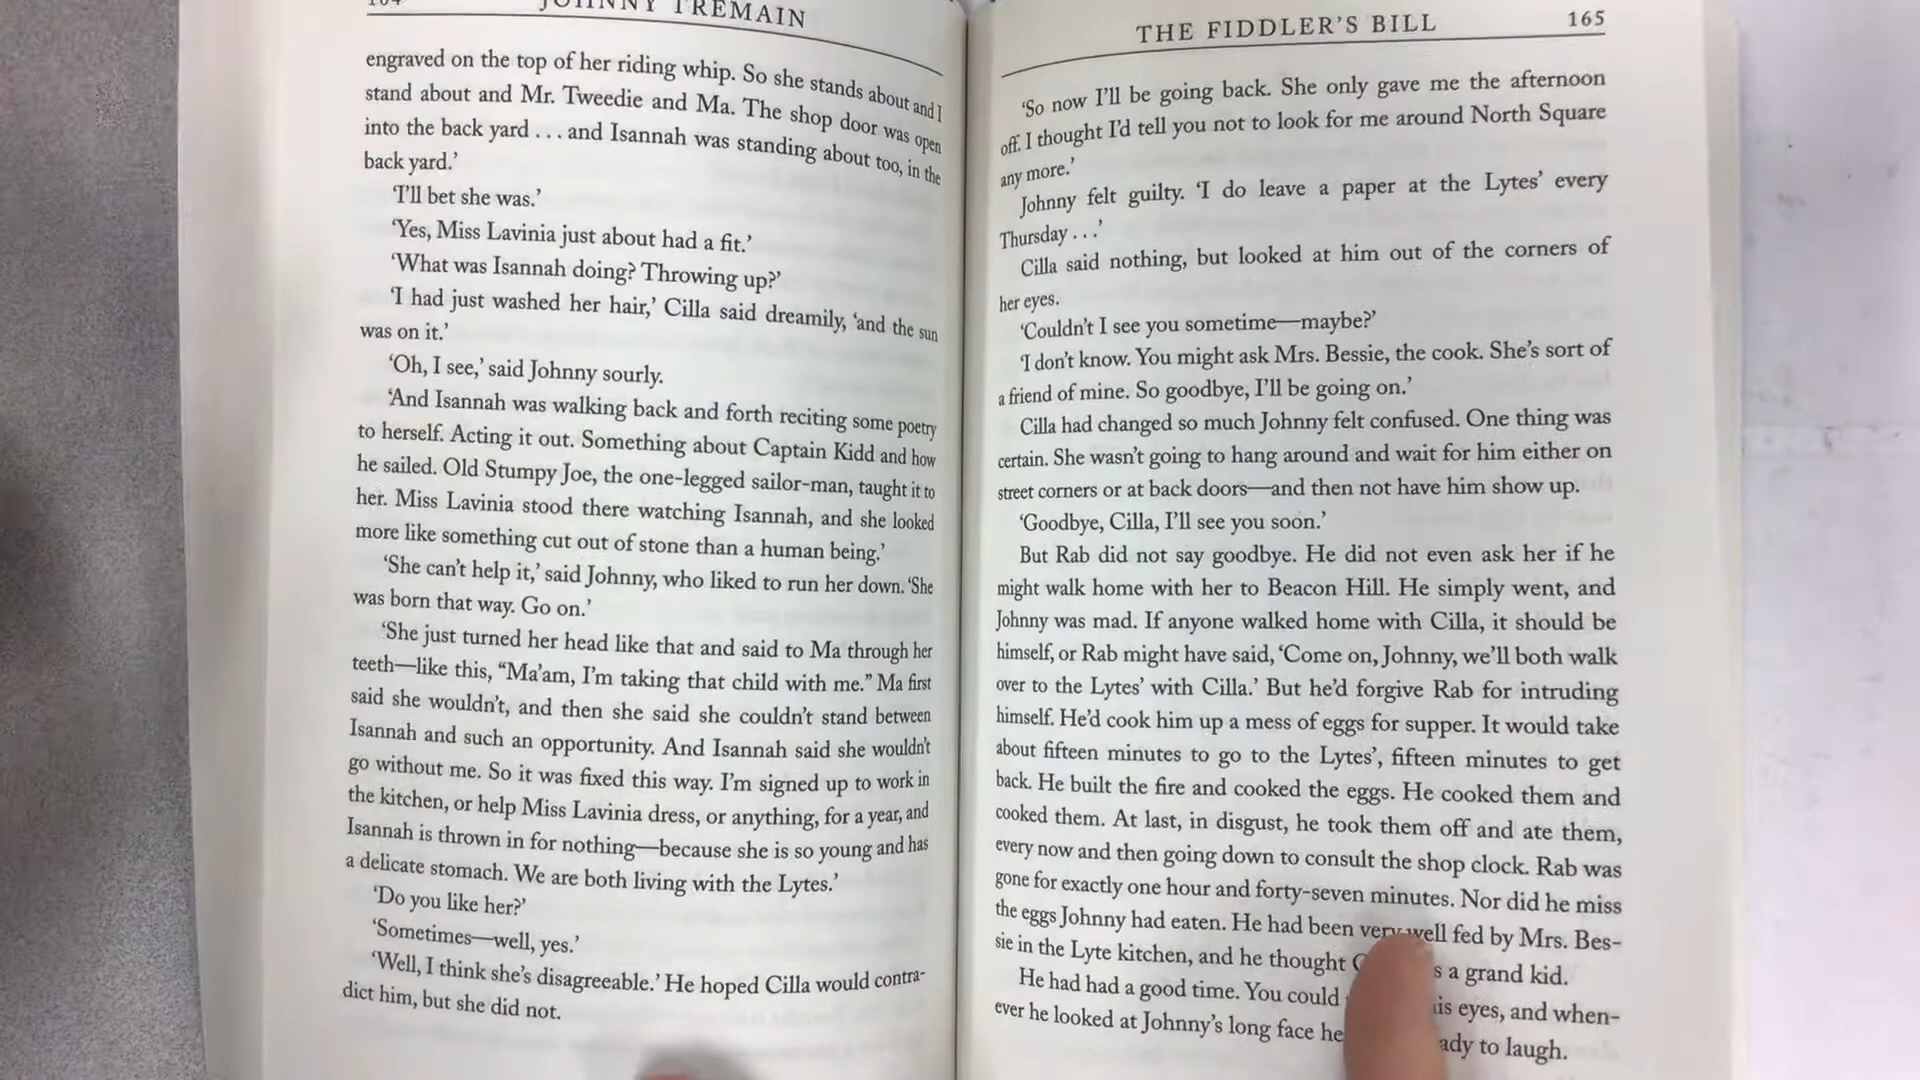 JOHNNY TREMAIN
engraved on the top of her riding whip. So she stands about and I
stand about and Mr. Tweedie and Ma. The shop door was open
into the back yard . . . and Isannah was standing about too, in the
back yard.’
‘I’ll bet she was.’
‘Yes, Miss Lavinia just about had a fit.’
‘What was Isannah doing? Throwing up?’
‘I had just washed her hair,’ Cilla said dreamily, ‘and the sun
was on it.’
‘Oh, I see,’ said Johnny sourly.
‘And Isannah was walking back and forth reciting some poetry
to herself. Acting it out. Something about Captain Kidd and how
he sailed. Old Stumpy Joe, the one-legged sailor-man, taught it to
her. Miss Lavinia stood there watching Isannah, and she looked
more like something cut out of stone than a human being.’
‘She can’t help it,’ said Johnny, who liked to run her down. ‘She
was born that way. Go on.’
‘She just turned her head like that and said to Ma through her
teeth—like this, “Ma’am, I’m taking that child with me.” Ma first
said she wouldn’t, and then she said she couldn’t stand between
Isannah and such an opportunity. And Isannah said she wouldn’t
go without me. So it was fixed this way. I’m signed up to work in
the kitchen, or help Miss Lavinia dress, or anything, for a year, and
Isannah is thrown in for nothing—because she is so young and has
a delicate stomach. We are both living with the Lytes.’
‘Do you like her?’
‘Sometimes—well, yes.’
‘Well, I think she’s disagreeable.’ He hoped Cilla would contra-
dict him, but she did not.
THE FIDDLER’S BILL 165
‘So now I’ll be going back. She only gave me the afternoon
off. I thought I’d tell you not to look for me around North Square
any more.’
Johnny felt guilty. ‘I do leave a paper at the Lytes’ every
Thursday . . .’
Cilla said nothing, but looked at him out of the corners of
her eyes.
‘Couldn’t I see you sometime—maybe?’
‘I don’t know. You might ask Mrs. Bessie, the cook. She’s sort of
a friend of mine. So goodbye, I’ll be going on.’
Cilla had changed so much Johnny felt confused. One thing was
certain. She wasn’t going to hang around and wait for him either on
street corners or at back doors—and then not have him show up.
‘Goodbye, Cilla, I’ll see you soon.’
But Rab did not say goodbye. He did not even ask her if he
might walk home with her to Beacon Hill. He simply went, and
Johnny was mad. If anyone walked home with Cilla, it should be
himself, or Rab might have said, ‘Come on, Johnny, we’ll both walk
over to the Lytes’ with Cilla.’ But he’d forgive Rab for intruding
himself. He’d cook him up a mess of eggs for supper. It would take
about fifteen minutes to go to the Lytes’, fifteen minutes to get
back. He built the fire and cooked the eggs. He cooked them and
cooked them. At last, in disgust, he took them off and ate them,
every now and then going down to consult the shop clock. Rab was
gone for exactly one hour and forty-seven minutes. Nor did he miss
the eggs Johnny had eaten. He had been very well fed by Mrs. Bes-
sie in the Lyte kitchen, and he thought a grand kid.
He had had a good time. You could eyes, and when-
ever he looked at Johnny’s long face he to laugh.